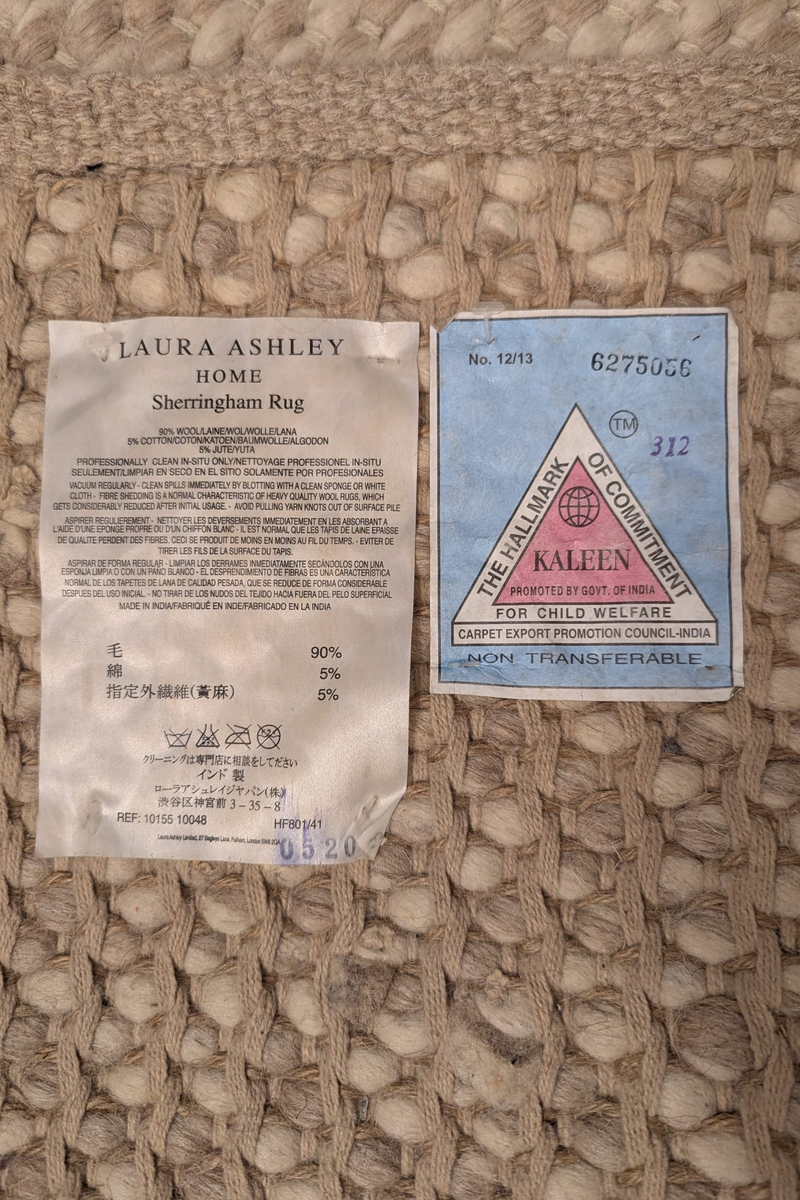 LAURA ASHLEY
HOME
Sherringham Rug
90% WOOL/LAINE/WOL/WOLLE/LANA
5% COTTON/COTON/KATOEN/BAUMWOLLE/ALGODON
5% JUTE/YUTA
PROFESSIONALLY CLEAN IN-SITU ONLY/NETTOYAGE PROFESSIONEL IN-SITU
SEULEMENT/LIMPIAR EN SECO EN EL SITIO SOLAMENTE POR PROFESIONALES
VACUUM REGULARLY - CLEAN SPILLS IMMEDIATELY BY BLOTTING WITH A CLEAN SPONGE OR WHITE
CLOTH - FIBRE SHEDDING IS A NORMAL CHARACTERISTIC OF HEAVY QUALITY WOOL RUGS, WHICH
GETS CONSIDERABLY REDUCED AFTER INITIAL USAGE. - AVOID PULLING YARN KNOTS OUT OF SURFACE PILE
ASPIRER REGULIEREMENT - NETTOYER LES DEVERSEMENTS IMMEDIATEMENT EN LES ABSORBANT A
L'AIDE D'UNE EPONGE PROPRE OU D'UN CHIFFON BLANC - IL EST NORMAL QUE LES TAPIS DE LAINE EPAISSE
DE QUALITE PERDENT DES FIBRES. CECI SE PRODUIT DE MOINS EN MOINS AU FIL DU TEMPS. - EVITER DE
TIRER LES FILS DE LA SURFACE DU TAPIS.
ASPIRAR DE FORMA REGULAR - LIMPIAR LOS DERRAMES IMMEDIATAMENTE SECÁNDOLOS CON UNA
ESPONJA LIMPIA O CON UN PAÑO BLANCO - EL DESPRENDIMIENTO DE FIBRAS ES UNA CARACTERÍSTICA
NORMAL DE LOS TAPETES DE LANA DE CALIDAD PESADA, QUE SE REDUCE DE FORMA CONSIDERABLE
DESPUÉS DEL USO INICIAL. - NO TIRAR DE LOS NUDOS DEL TEJIDO HACIA FUERA DEL PELO SUPERFICIAL
MADE IN INDIA/FABRIQUÉ EN INDE/FABRICADO EN LA INDIA
毛 90%
綿 5%
指定外繊維(黃麻) 5%
クリーニングは専門店に相談をしてださい
インド 製
ローラアシュレイジャパン(株)
渋谷区神宮前 3 – 35 – 8
REF: 10155 10048 HF801/41
Laura Ashley Limited, 27 Bagleys Lane, Fulham, London
0520
No. 12/13 6275056
TM
312
THE HALLMARK OF COMMITMENT
KALEEN
PROMOTED BY GOVT. OF INDIA
FOR CHILD WELFARE
CARPET EXPORT PROMOTION COUNCIL-INDIA
NON TRANSFERABLE